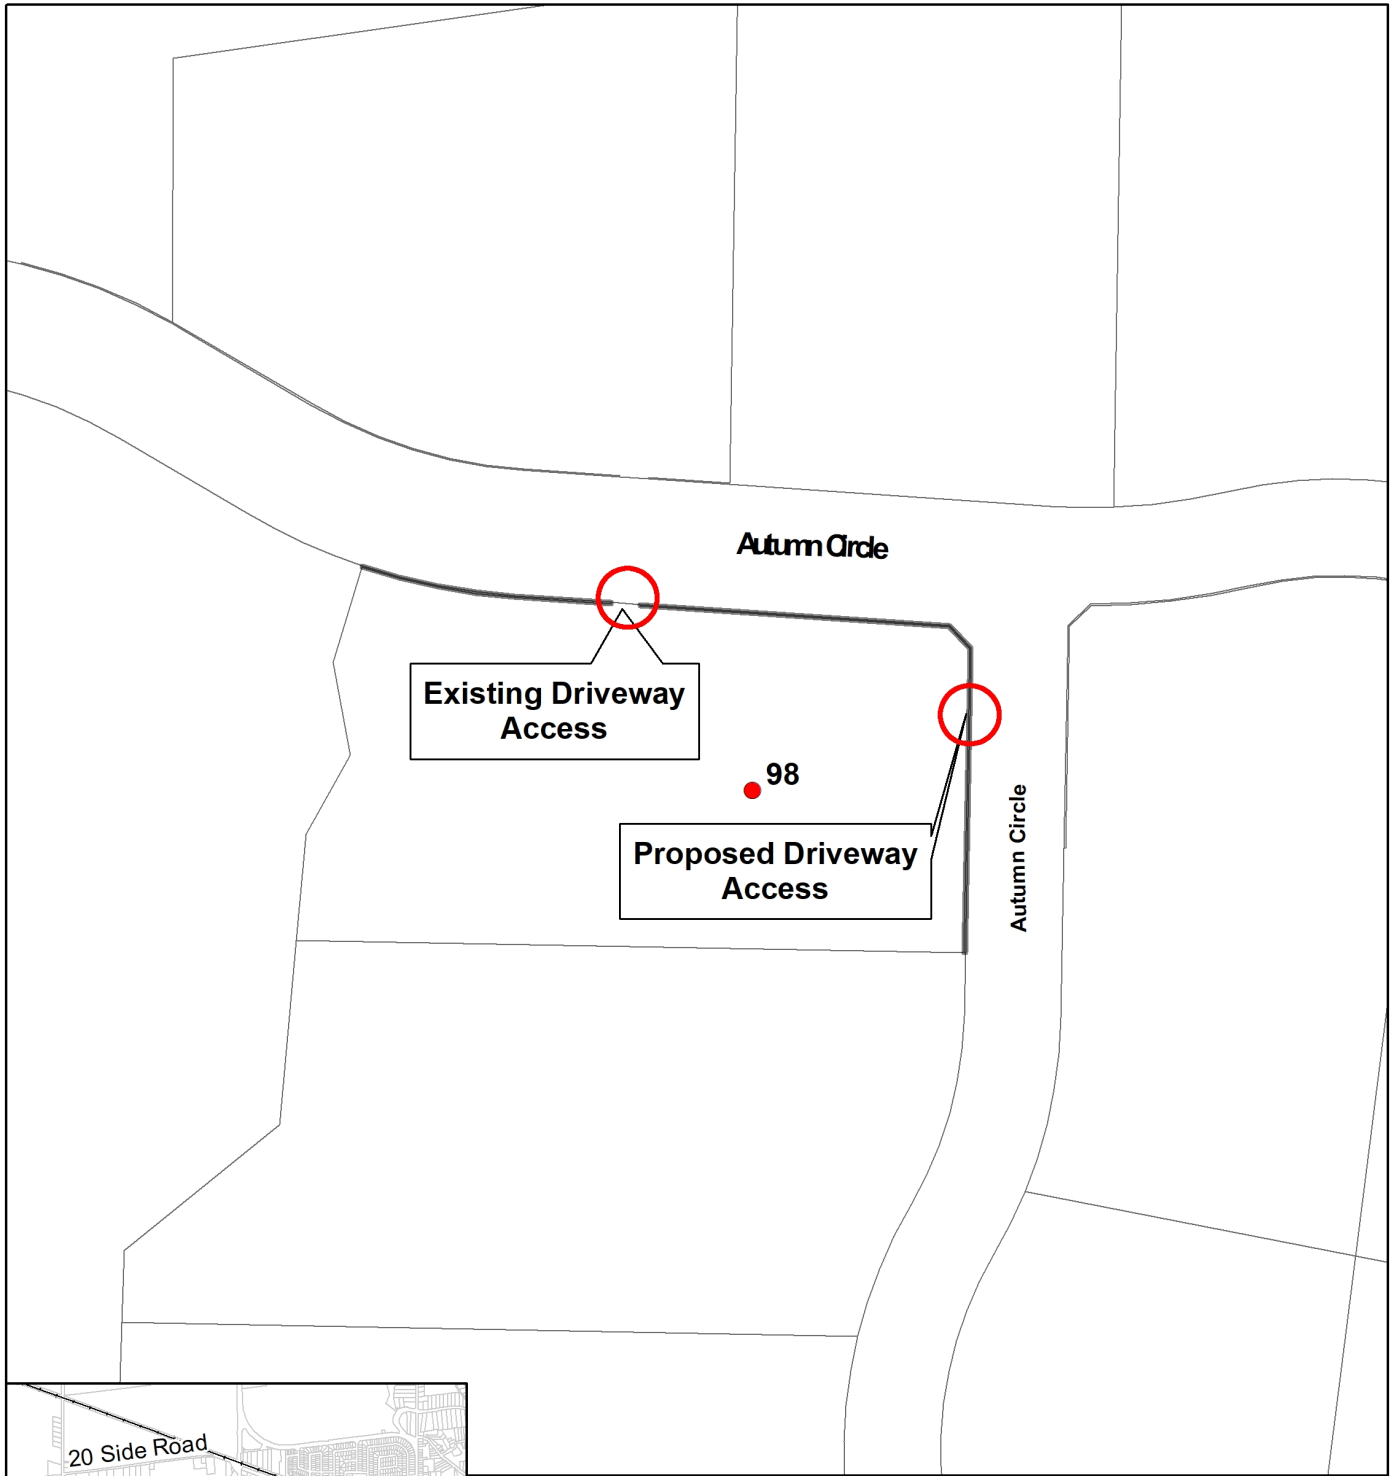 Autumn Circle
Existing Driveway
Access
98
Proposed Driveway
Access
Autumn Circle
20 Side Road